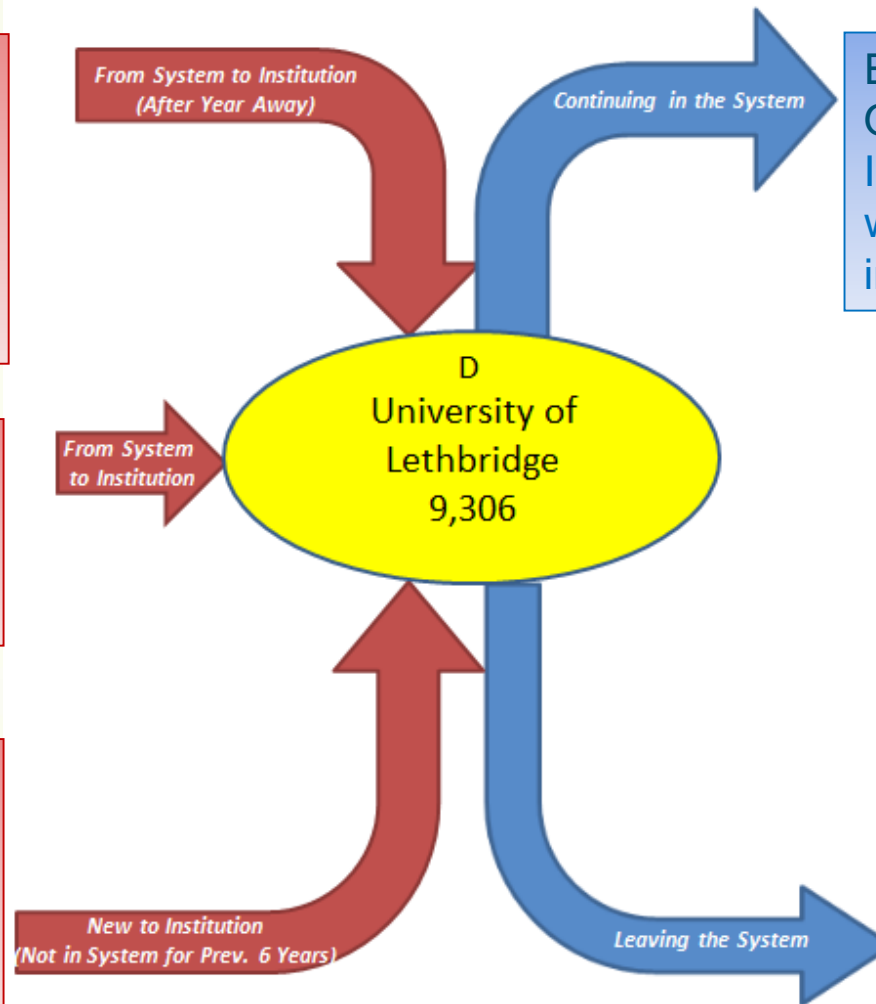 From System to Institution
(After Year Away)
Continuing in the System
D
University of
Lethbridge
9,306
From System
to Institution
New to Institution
(Not in System for Prev. 6 Years)
Leaving the System